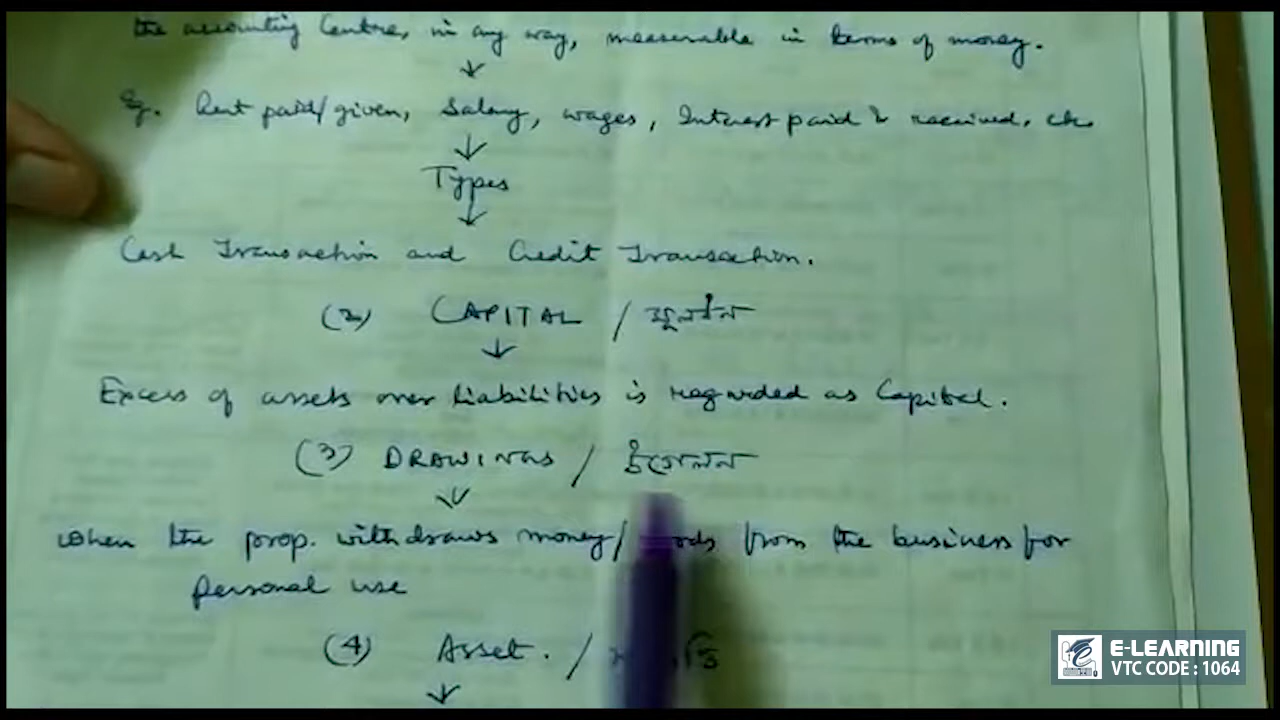 the accounting Centre, in any way, measurable in terms of money.
↓
Eg. Rent paid/given, Salary, wages, Interest paid & received, etc.
↓
Types
↓
Cash Transaction and Credit Transaction.
(2) CAPITAL / মূলধন
↓
Excess of assets over Liabilities is regarded as Capital.
(3) DRAWINGS / উত্তোলন
↓
When the prop. withdraws money/ from the business for
personal use
(4) Asset. /
↓
E-LEARNING
VTC CODE : 1064